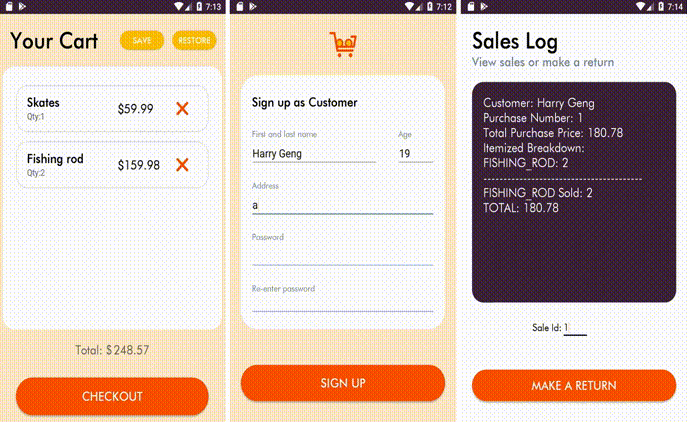 7:13
Your Cart
SAVE
RESTORE
Skates
Qty:1
$59.99
Fishing rod
Qty:2
$159.98
Total: $248.57
CHECKOUT
7:12
Sign up as Customer
First and last name
Age
Harry Geng
19
Address
a
Password
Re-enter password
SIGN UP
7:14
Sales Log
View sales or make a return
Customer: Harry Geng
Purchase Number: 1
Total Purchase Price: 180.78
Itemized Breakdown:
FISHING_ROD: 2
------------------------------------
FISHING_ROD Sold: 2
TOTAL: 180.78
Sale Id: 1
MAKE A RETURN